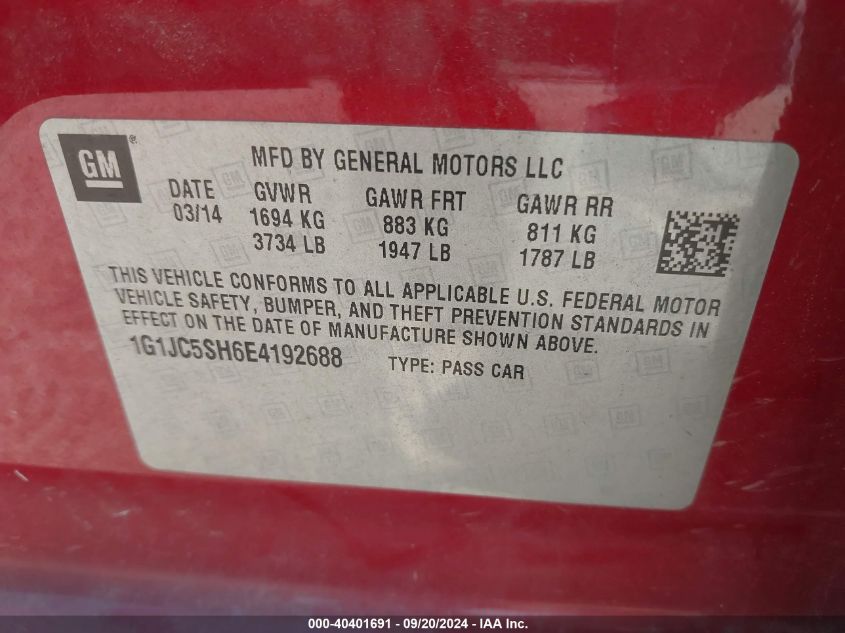 GM ®
MFD BY GENERAL MOTORS LLC
DATE GVWR GAWR FRT GAWR RR
03/14 1694 KG 883 KG 811 KG
3734 LB 1947 LB 1787 LB
THIS VEHICLE CONFORMS TO ALL APPLICABLE U.S. FEDERAL MOTOR
VEHICLE SAFETY, BUMPER, AND THEFT PREVENTION STANDARDS IN
EFFECT ON THE DATE OF MANUFACTURE SHOWN ABOVE.
1G1JC5SH6E4192688 TYPE: PASS CAR
000-40401691 - 09/20/2024 - IAA Inc.